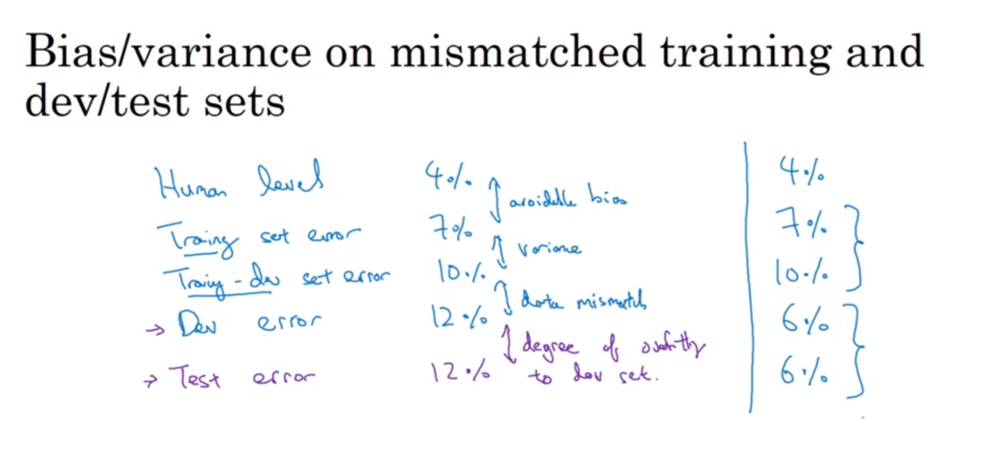 Bias/variance on mismatched training and
dev/test sets
Human level 4% avoidable bias 4%
Training set error 7% variance 7%
Training-dev set error 10% data mismatch 10%
→ Dev error 12% degree of overfitting 6%
→ Test error 12% to dev set. 6%